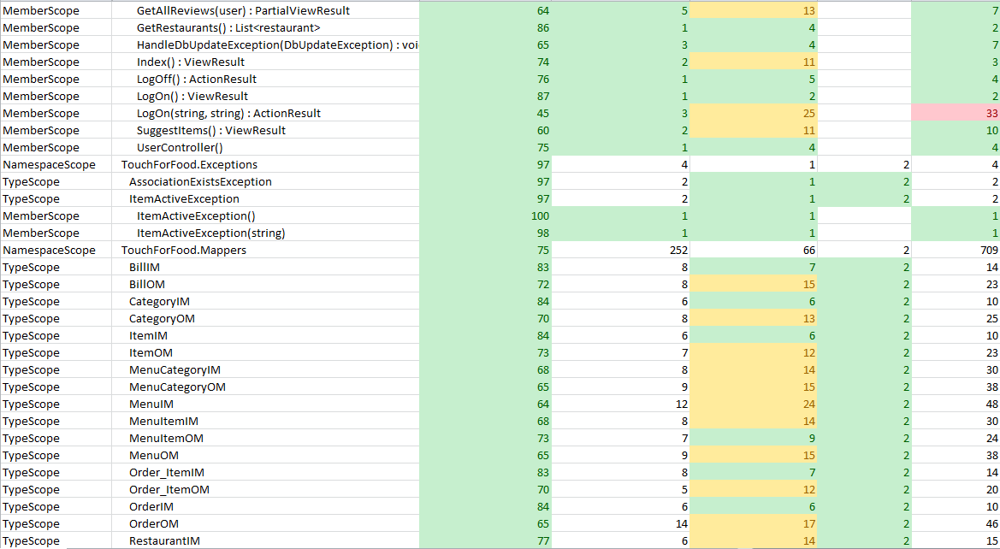 MemberScope GetAllReviews(user) : PartialViewResult 64 5 13 7
MemberScope GetRestaurants() : List<restaurant> 86 1 4 2
MemberScope HandleDbUpdateException(DbUpdateException) : voi 65 3 4 7
MemberScope Index() : ViewResult 74 2 11 3
MemberScope LogOff() : ActionResult 76 1 5 4
MemberScope LogOn() : ViewResult 87 1 2 2
MemberScope LogOn(string, string) : ActionResult 45 3 25 33
MemberScope SuggestItems() : ViewResult 60 2 11 10
MemberScope UserController() 75 1 4 4
NamespaceScope TouchForFood.Exceptions 97 4 1 2 4
TypeScope AssociationExistsException 97 2 1 2 2
TypeScope ItemActiveException 97 2 1 2 2
MemberScope ItemActiveException() 100 1 1 1
MemberScope ItemActiveException(string) 98 1 1 1
NamespaceScope TouchForFood.Mappers 75 252 66 2 709
TypeScope BillIM 83 8 7 2 14
TypeScope BillOM 72 8 15 2 23
TypeScope CategoryIM 84 6 6 2 10
TypeScope CategoryOM 70 8 13 2 25
TypeScope ItemIM 84 6 6 2 10
TypeScope ItemOM 73 7 12 2 23
TypeScope MenuCategoryIM 68 8 14 2 30
TypeScope MenuCategoryOM 65 9 15 2 38
TypeScope MenuIM 64 12 24 2 48
TypeScope MenuItemIM 68 8 14 2 30
TypeScope MenuItemOM 73 7 9 2 24
TypeScope MenuOM 65 9 15 2 38
TypeScope Order_ItemIM 83 8 7 2 14
TypeScope Order_ItemOM 70 5 12 2 20
TypeScope OrderIM 84 6 6 2 10
TypeScope OrderOM 65 14 17 2 46
TypeScope RestaurantIM 77 6 14 2 15